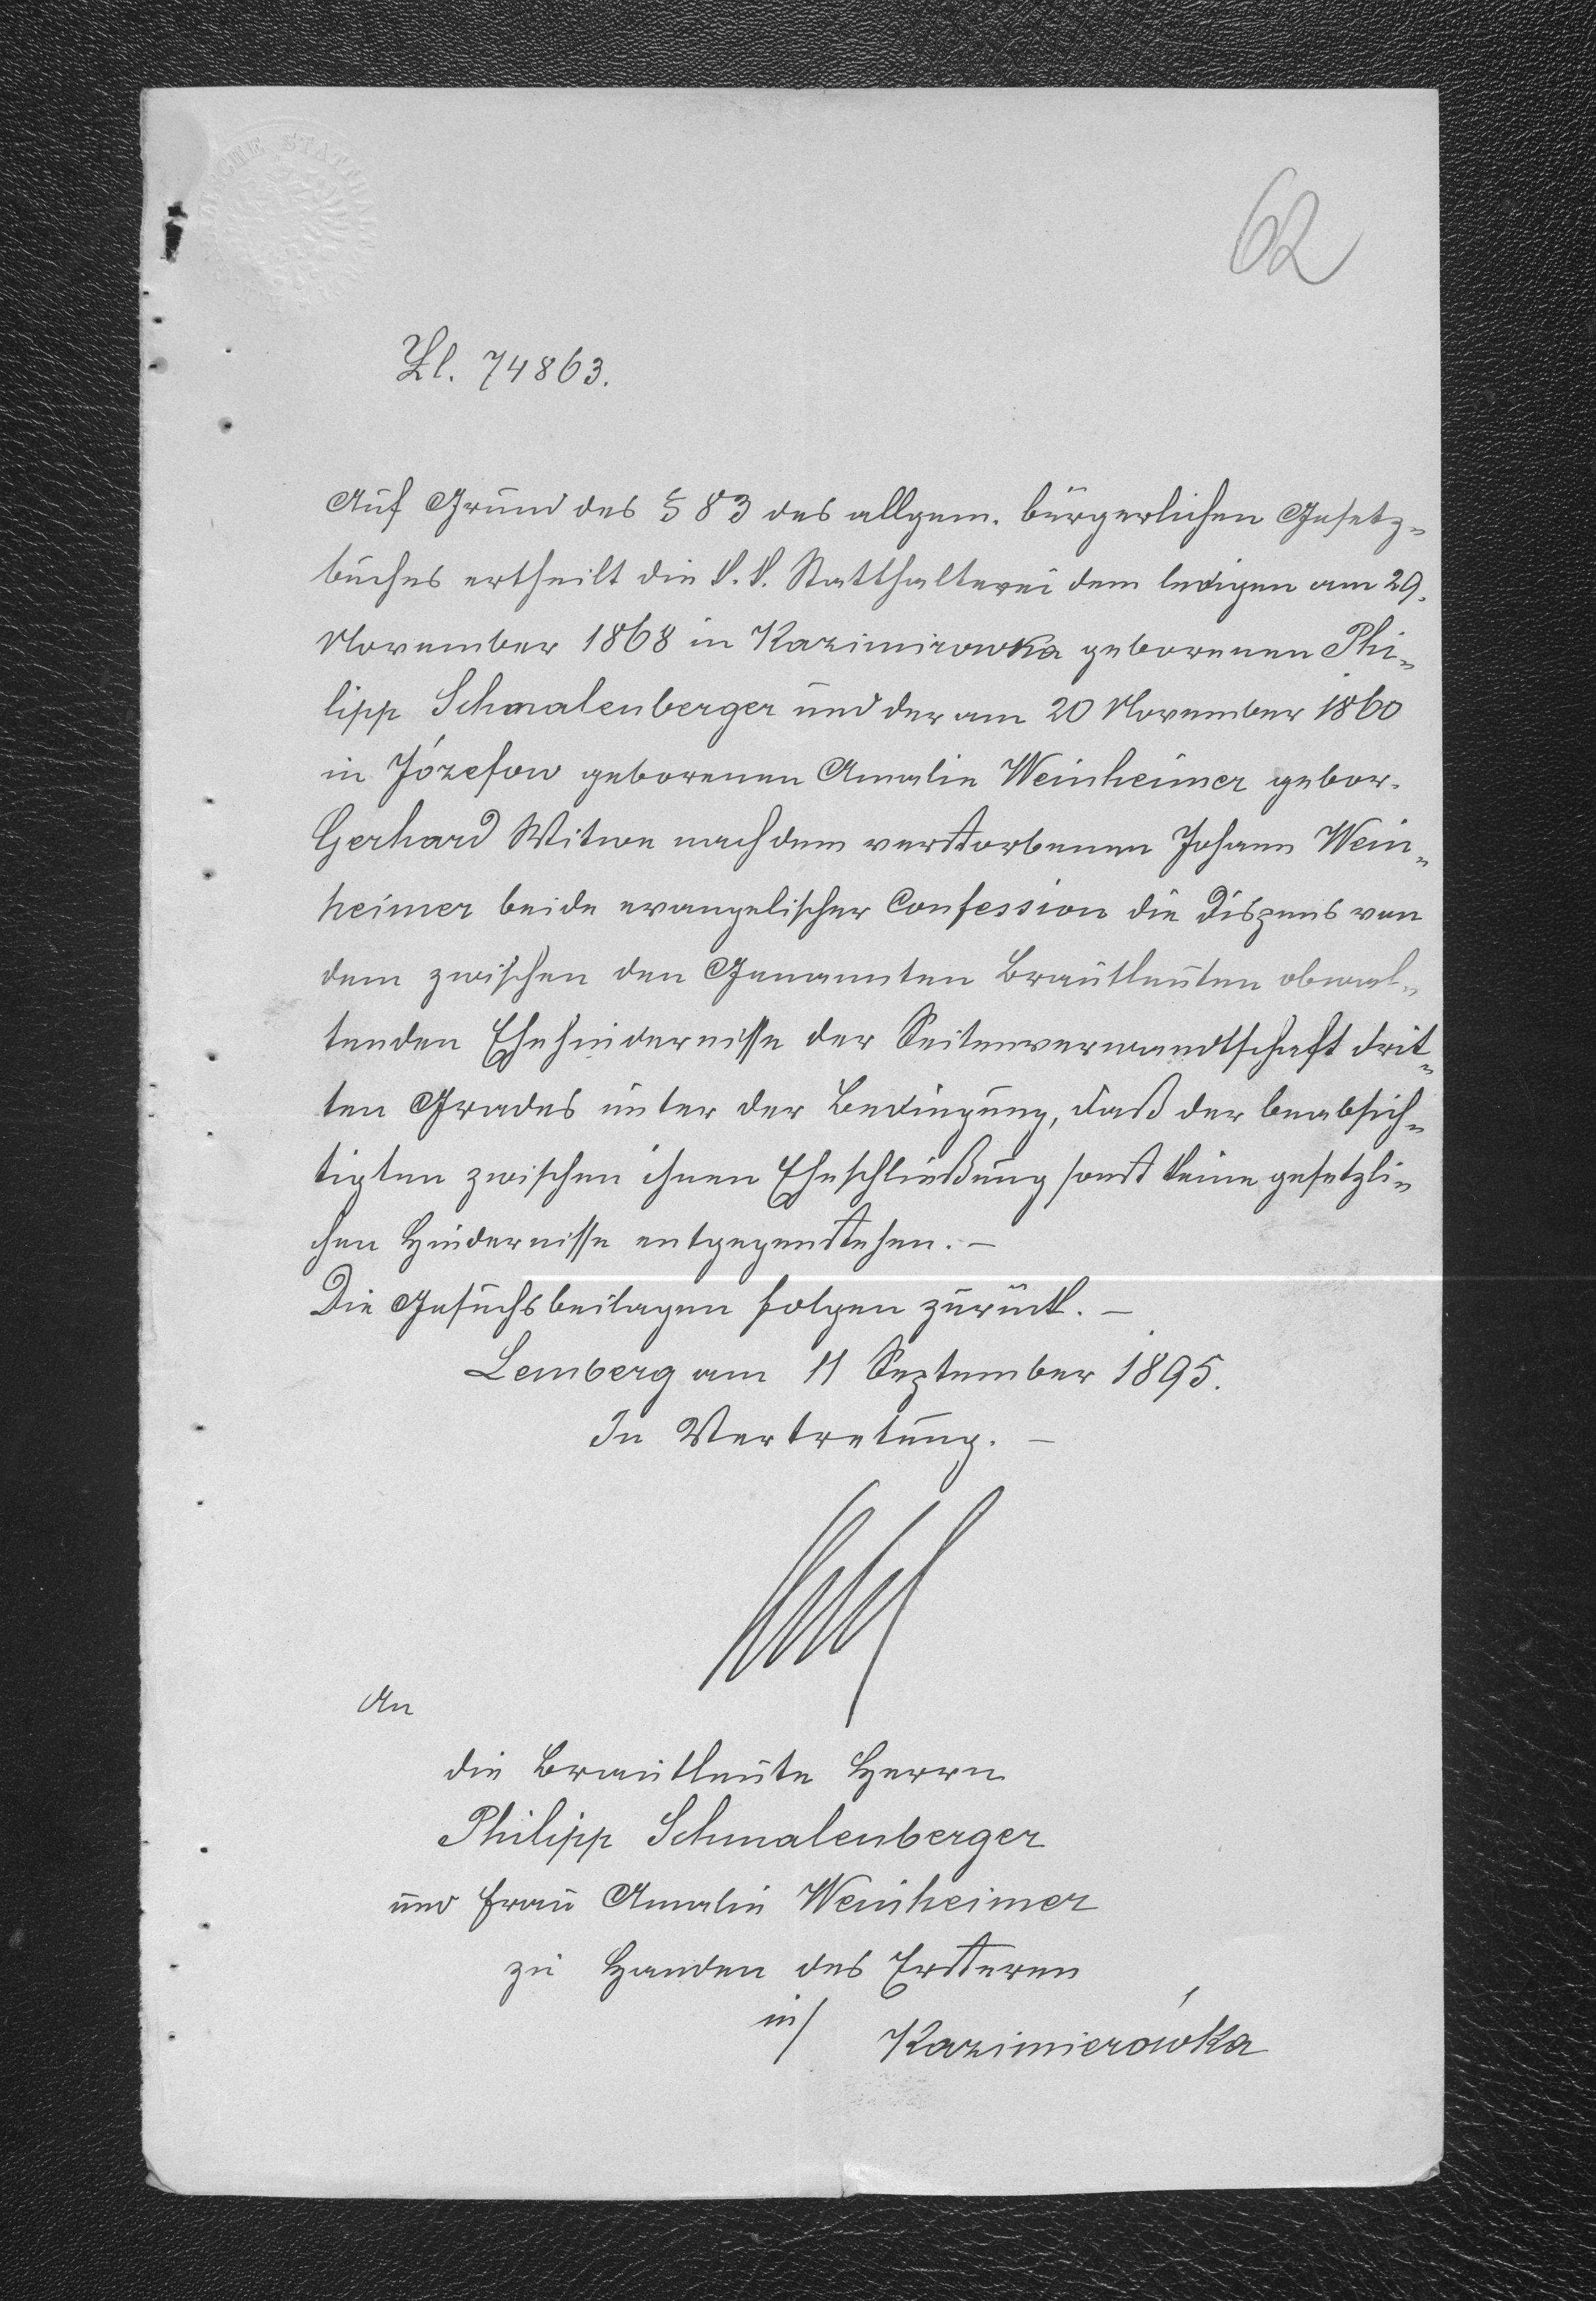 62
Zl. 74863.
Auf Grund des § 83 des allgem. bürgerlichen Gesetz-
buches ertheilt die k. k. Statthalterei dem ledigen am 29.
November 1868 in Kazimirowka geborenen Phi-
lipp Schmalenberger und der am 20 November 1860
in Józefow geborenen Amalie Weinheimer gebor.
Gerhard Witwe nach dem verstorbenen Johann Wein-
heimer beide evangelischer Confession die Dispens von
dem zwischen den Genannten Brautleuten obwal-
tenden Ehehindernisse der Seitenverwandtschaft drit-
ten Grades unter der Bedingung, daß der beabsich-
tigten zwischen ihnen Eheschließung sonst keine gesetzli-
chen Hindernisse entgegenstehen. –
Die Gesuchsbeilagen folgen zurück. –
Lemberg am 11 September 1895.
In Vertretung. –
An
die Brautleute Herrn
Philipp Schmalenberger
und Frau Amalie Weinheimer
zu Handen des Ersteren
in/ Kazimierówka